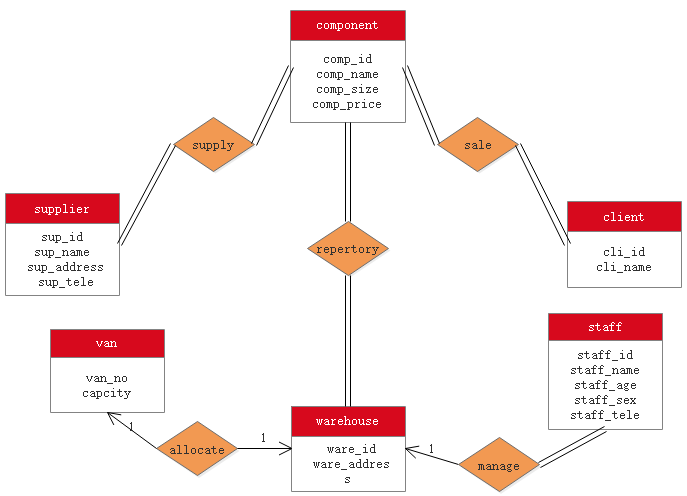 component
comp_id
comp_name
comp_size
comp_price
supply
sale
supplier
sup_id
sup_name
sup_address
sup_tele
client
cli_id
cli_name
repertory
van
van_no
capcity
staff
staff_id
staff_name
staff_age
staff_sex
staff_tele
1
allocate
1
warehouse
ware_id
ware_addres
s
1
manage